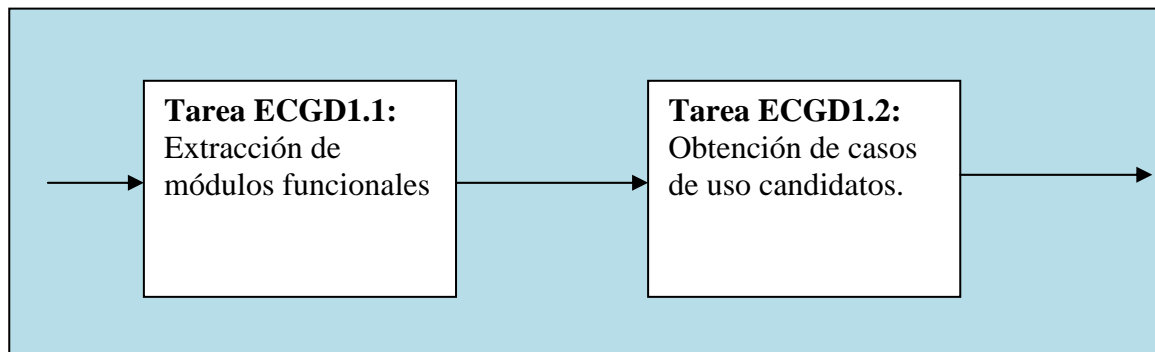 Tarea ECGD1.1:
Extracción de
módulos funcionales
Tarea ECGD1.2:
Obtención de casos
de uso candidatos.